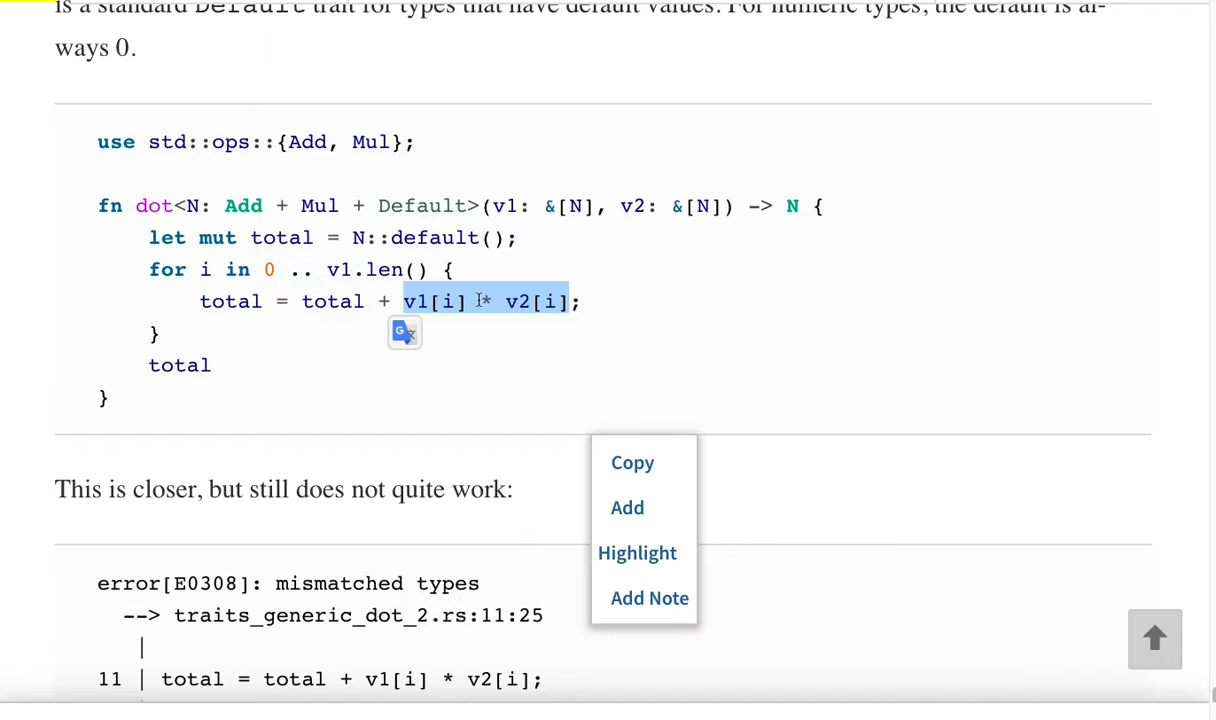 is a standard Default trait for types that have default values. For numeric types, the default is al-
ways 0.
use std::ops::{Add, Mul};
fn dot<N: Add + Mul + Default>(v1: &[N], v2: &[N]) -> N {
    let mut total = N::default();
    for i in 0 .. v1.len() {
        total = total + v1[i] * v2[i];
    }
    total
}
Copy
Add
Highlight
Add Note
This is closer, but still does not quite work:
error[E0308]: mismatched types
  --> traits_generic_dot_2.rs:11:25
   |
11 | total = total + v1[i] * v2[i];